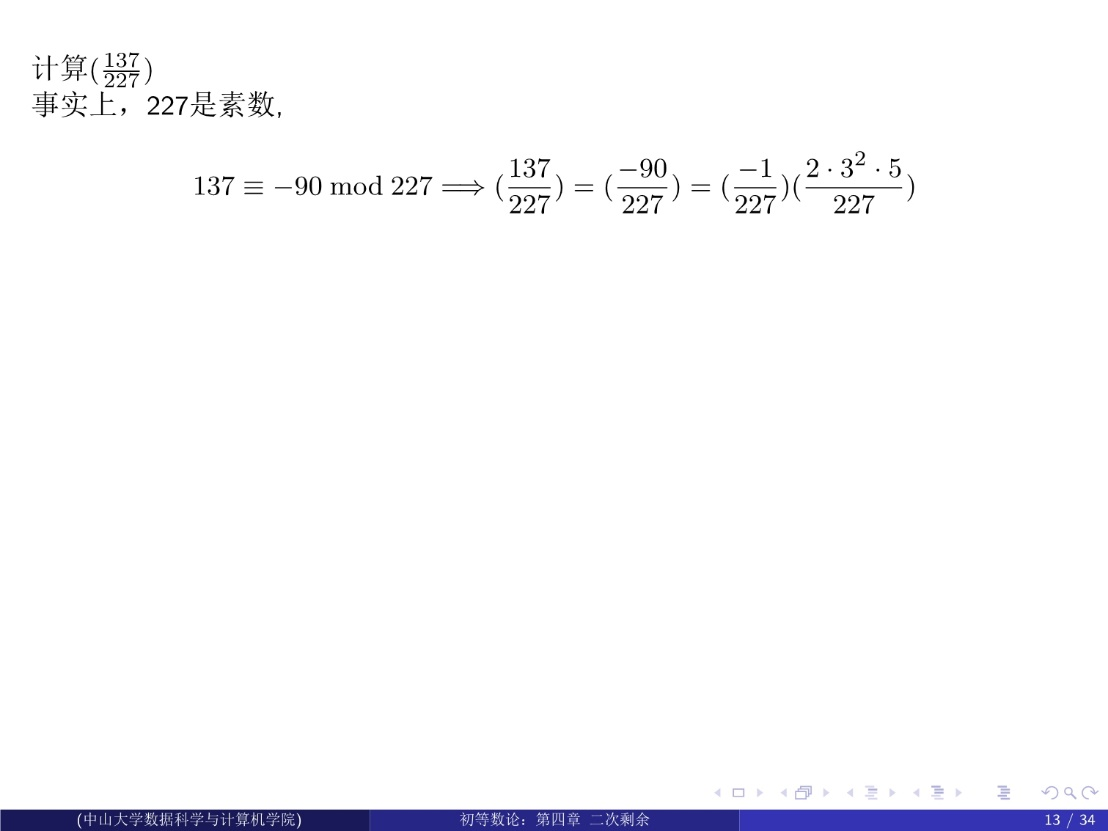 计算(137/227)
事实上，227是素数,
137 ≡ −90 mod 227 ⟹ (137/227) = (−90/227) = (−1/227)(2 · 3² · 5/227)
(中山大学数据科学与计算机学院) 初等数论：第四章 二次剩余 13 / 34